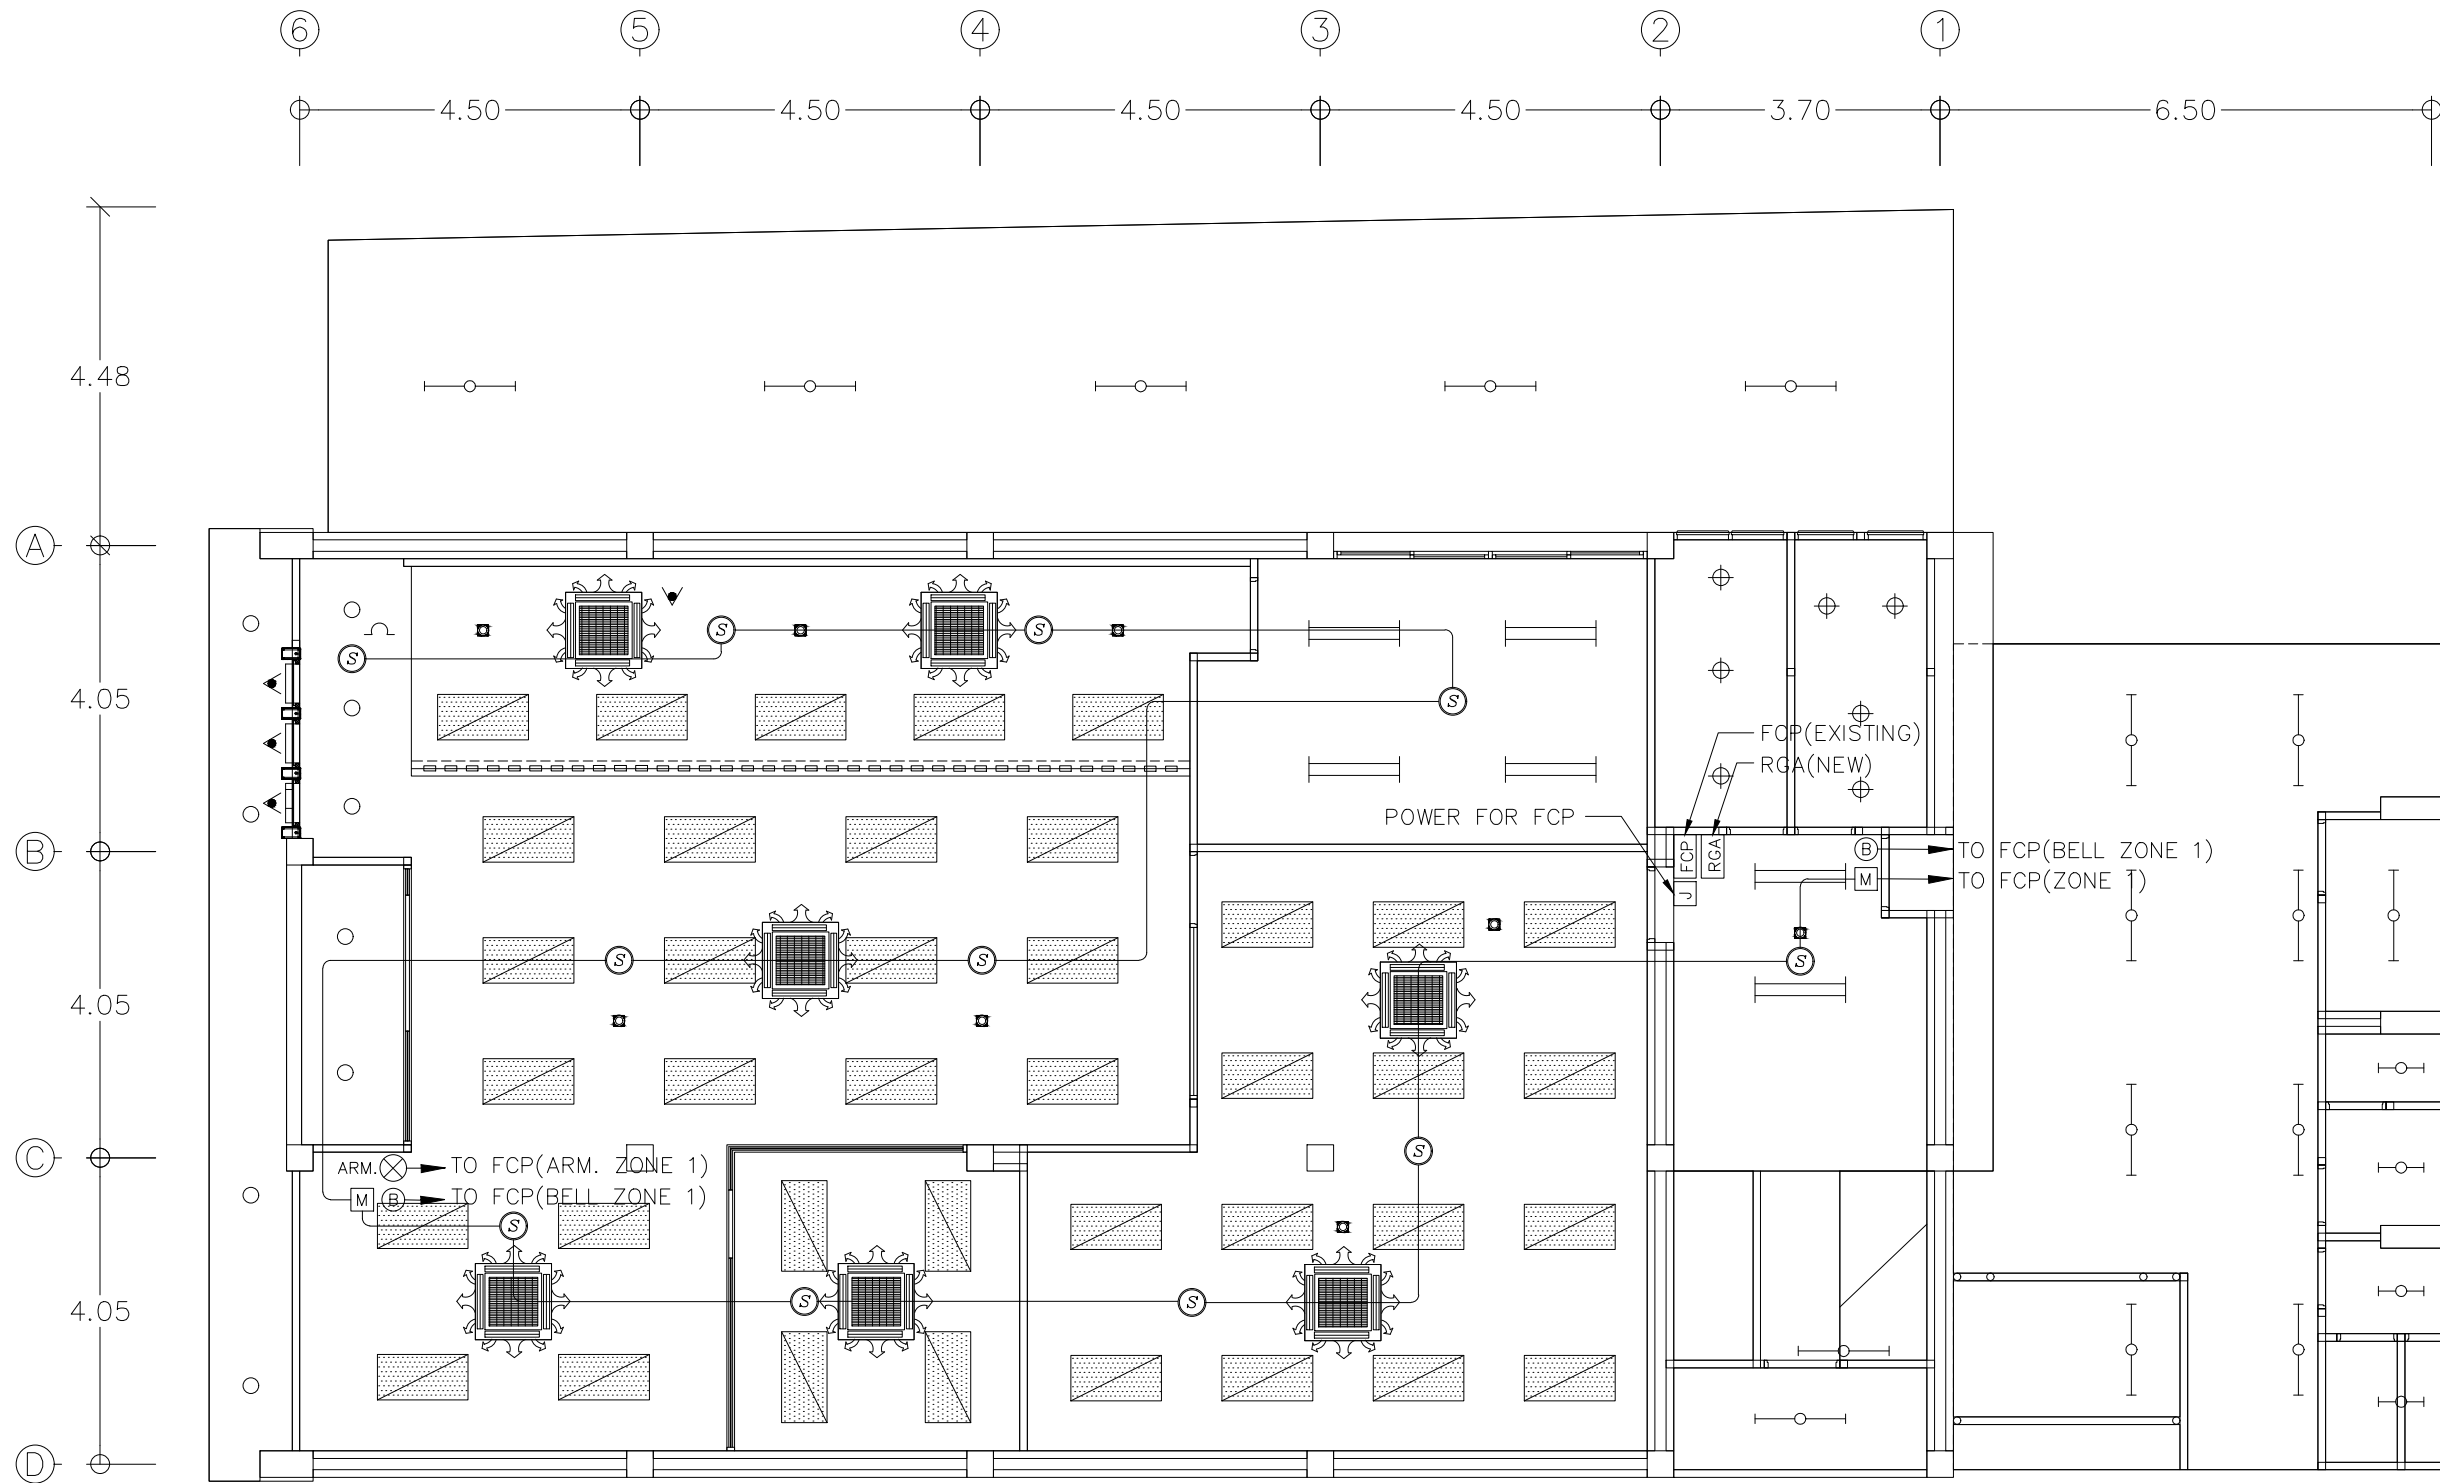 6 5 4 3 2 1
4.50 4.50 4.50 4.50 3.70 6.50
4.48
A
S S S
4.05
S
FCP(EXISTING)
RGA(NEW)
POWER FOR FCP
B
FCP RGA B TO FCP(BELL ZONE 1)
J M TO FCP(ZONE 1)
S S S
4.05
S
C
ARM. TO FCP(ARM. ZONE 1)
M B TO FCP(BELL ZONE 1)
S
S S
4.05
D